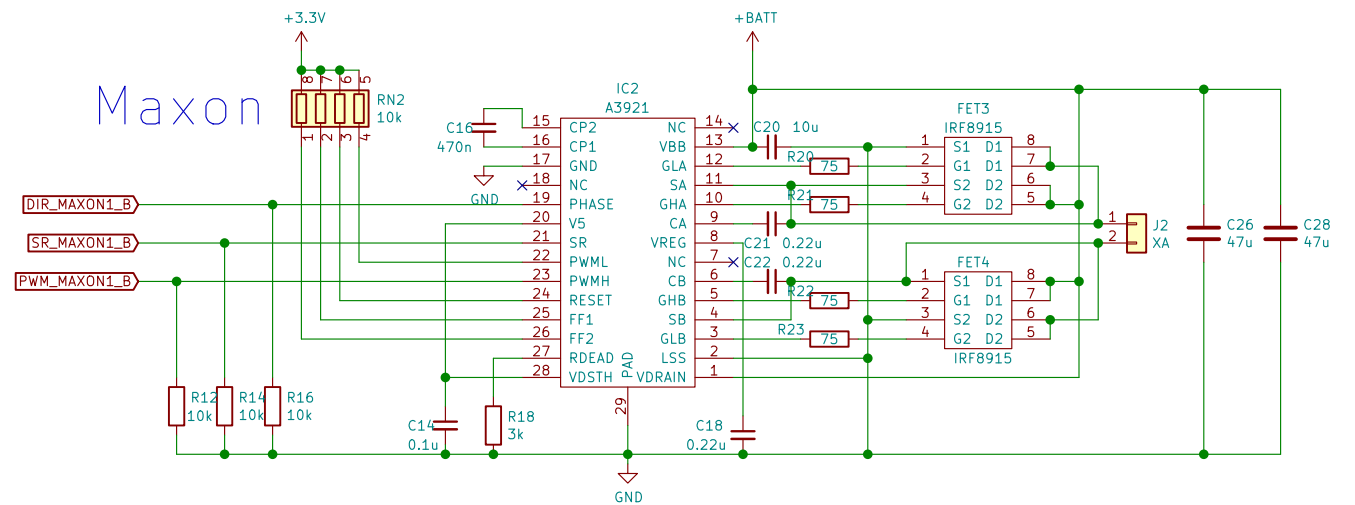 +3.3V
+BATT
Maxon
8 7 6 5
RN2
10k
1 2 3 4
IC2
A3921
C16
470n
GND
15 CP2
16 CP1
17 GND
18 NC
19 PHASE
20 V5
21 SR
22 PWML
23 PWMH
24 RESET
25 FF1
26 FF2
27 RDEAD
28 VDSTH
PAD
29
NC 14
VBB 13
GLA 12
SA 11
GHA 10
CA 9
VREG 8
NC 7
CB 6
GHB 5
SB 4
GLB 3
LSS 2
VDRAIN 1
DIR_MAXON1_B
SR_MAXON1_B
PWM_MAXON1_B
C20 10u
R20
75
R21
75
C21 0.22u
C22 0.22u
R22
75
R23
75
FET3
IRF8915
1 S1 D1 8
2 G1 D1 7
3 S2 D2 6
4 G2 D2 5
FET4
1 S1 D1 8
2 G1 D1 7
3 S2 D2 6
4 G2 D2 5
IRF8915
1
2
J2
XA
C26
47u
C28
47u
R12
10k
R14
10k
R16
10k
C14
0.1u
R18
3k
C18
0.22u
GND